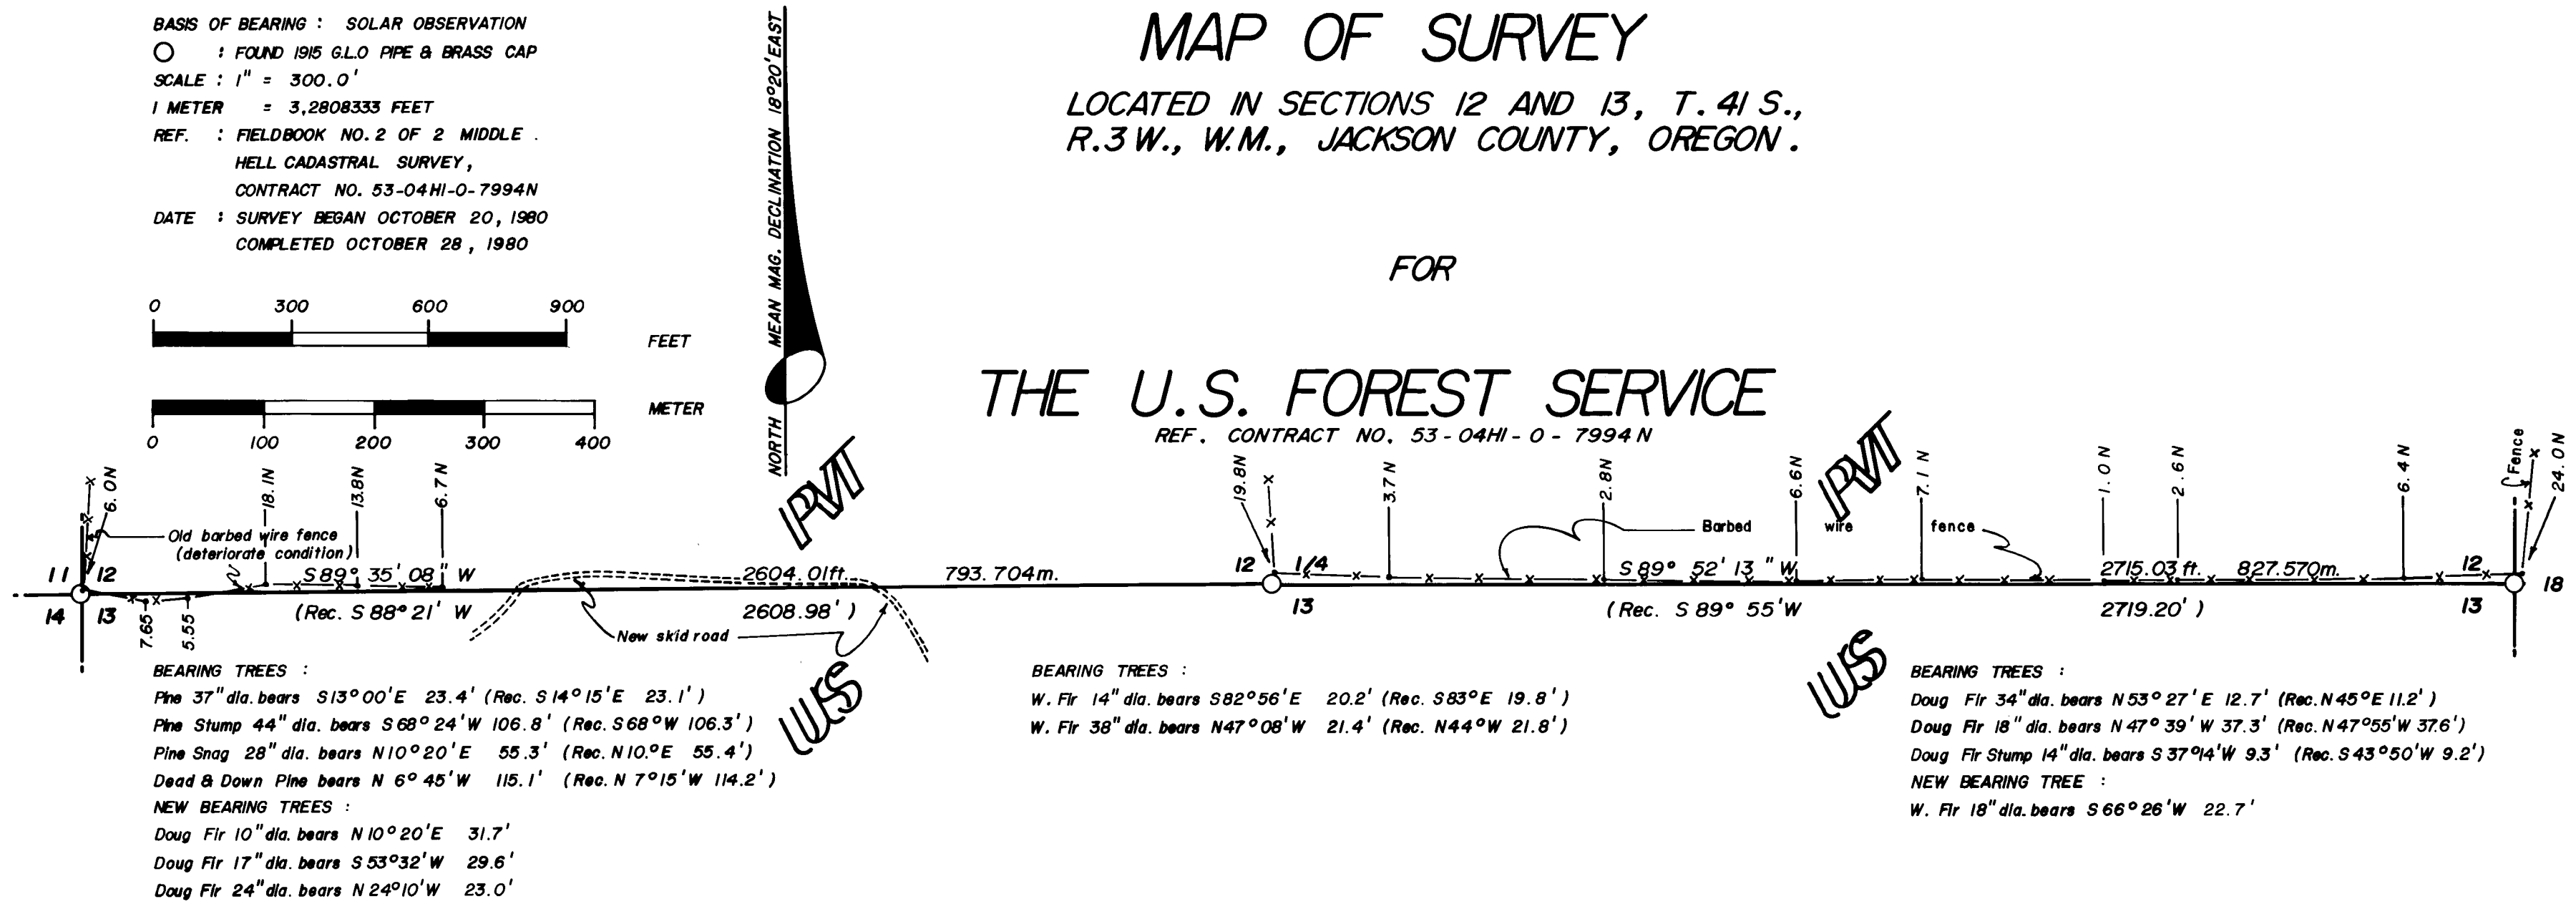 BASIS OF BEARING : SOLAR OBSERVATION
: FOUND 1915 G.L.O PIPE & BRASS CAP
SCALE : 1" = 300.0'
1 METER = 3,2808333 FEET
REF. : FIELDBOOK NO. 2 OF 2 MIDDLE .
HELL CADASTRAL SURVEY,
CONTRACT NO. 53-04H1-0-7994N
DATE : SURVEY BEGAN OCTOBER 20, 1980
COMPLETED OCTOBER 28, 1980
0 300 600 900
FEET
METER
0 100 200 300 400
NORTH MEAN MAG. DECLINATION 18°20'EAST
MAP OF SURVEY
LOCATED IN SECTIONS 12 AND 13, T. 41 S.,
R. 3 W., W.M., JACKSON COUNTY, OREGON.
FOR
THE U.S. FOREST SERVICE
REF. CONTRACT NO. 53-04H1-0-7994N
PVT
PVT
6.0N
18.1N
13.8N
6.7N
19.8N
3.7N
2.8N
6.6N
7.1N
1.0N
2.6N
6.4N
Fence
24.0N
Old barbed wire fence
(deteriorate condition)
Barbed wire fence
11 12
S 89° 35' 08" W 2604.01ft. 793.704m.
12 1/4
S 89° 52' 13" W 2715.03 ft. 827.570m.
12
18
14 13
7.65
5.55
(Rec. S 88° 21' W 2608.98')
13
(Rec. S 89° 55'W 2719.20')
13
New skid road
US
US
BEARING TREES :
Pine 37" dia. bears S13°00'E 23.4' (Rec. S 14°15'E 23.1')
Pine Stump 44" dia. bears S 68° 24'W 106.8' (Rec. S 68°W 106.3')
Pine Snag 28" dia. bears N10°20'E 55.3' (Rec. N 10.°E 55.4')
Dead & Down Pine bears N 6° 45'W 115.1' (Rec. N 7°15'W 114.2')
NEW BEARING TREES :
Doug Fir 10" dia. bears N 10°20'E 31.7'
Doug Fir 17" dia. bears S 53°32'W 29.6'
Doug Fir 24" dia. bears N 24°10'W 23.0'
BEARING TREES :
W. Fir 14" dia. bears S82°56'E 20.2' (Rec. S83°E 19.8')
W. Fir 38" dia. bears N47°08'W 21.4' (Rec. N44°W 21.8')
BEARING TREES :
Doug Fir 34" dia. bears N 53° 27'E 12.7' (Rec. N 45°E 11.2')
Doug Fir 18" dia. bears N 47° 39' W 37.3' (Rec. N 47°55'W 37.6')
Doug Fir Stump 14" dia. bears S 37°14'W 9.3' (Rec. S 43°50'W 9.2')
NEW BEARING TREE :
W. Fir 18" dia. bears S 66°26'W 22.7'